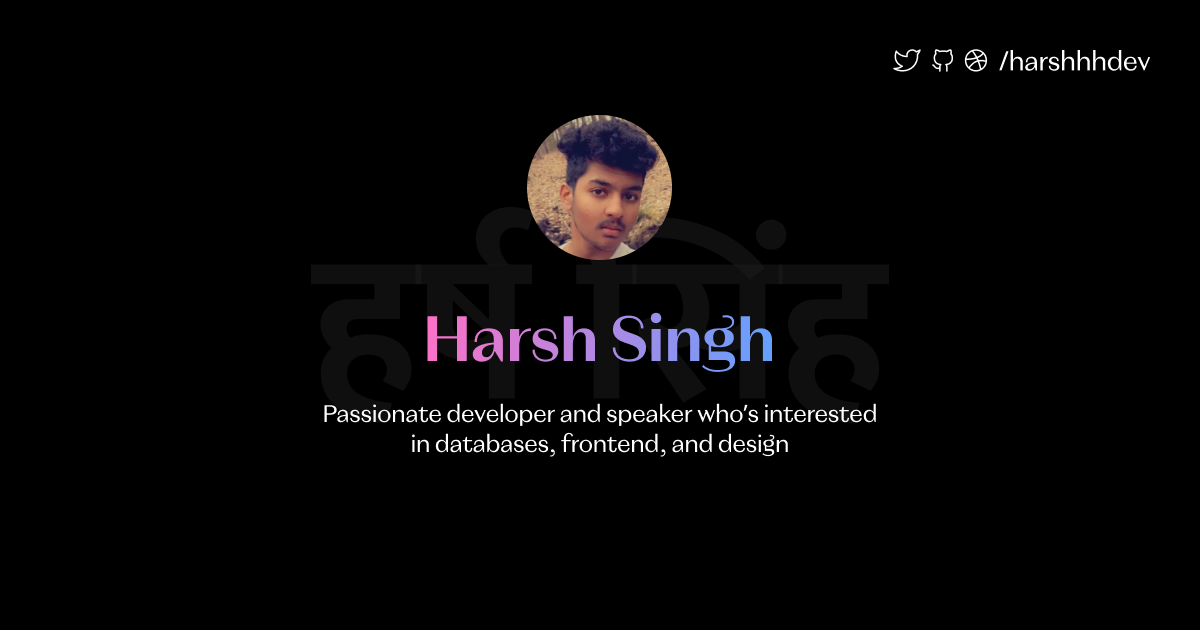 /harshhhdev
हर्ष सिंह
Harsh Singh
Passionate developer and speaker who's interested
in databases, frontend, and design